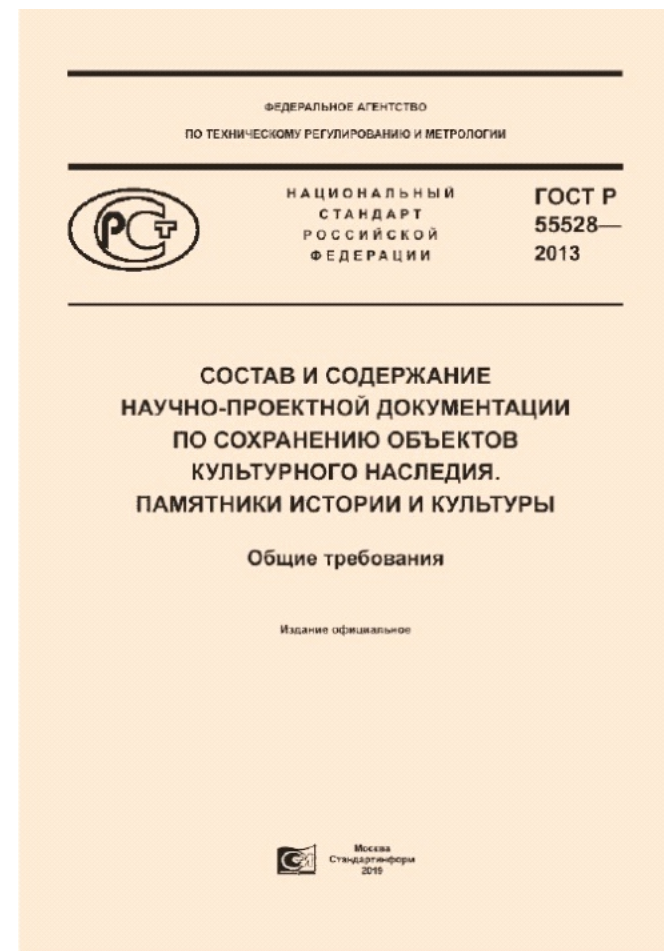 ФЕДЕРАЛЬНОЕ АГЕНТСТВО
ПО ТЕХНИЧЕСКОМУ РЕГУЛИРОВАНИЮ И МЕТРОЛОГИИ
РСТ
НАЦИОНАЛЬНЫЙ
СТАНДАРТ
РОССИЙСКОЙ
ФЕДЕРАЦИИ
ГОСТ Р
55528—
2013
СОСТАВ И СОДЕРЖАНИЕ
НАУЧНО-ПРОЕКТНОЙ ДОКУМЕНТАЦИИ
ПО СОХРАНЕНИЮ ОБЪЕКТОВ
КУЛЬТУРНОГО НАСЛЕДИЯ.
ПАМЯТНИКИ ИСТОРИИ И КУЛЬТУРЫ
Общие требования
Издание официальное
Москва
Стандартинформ
2019